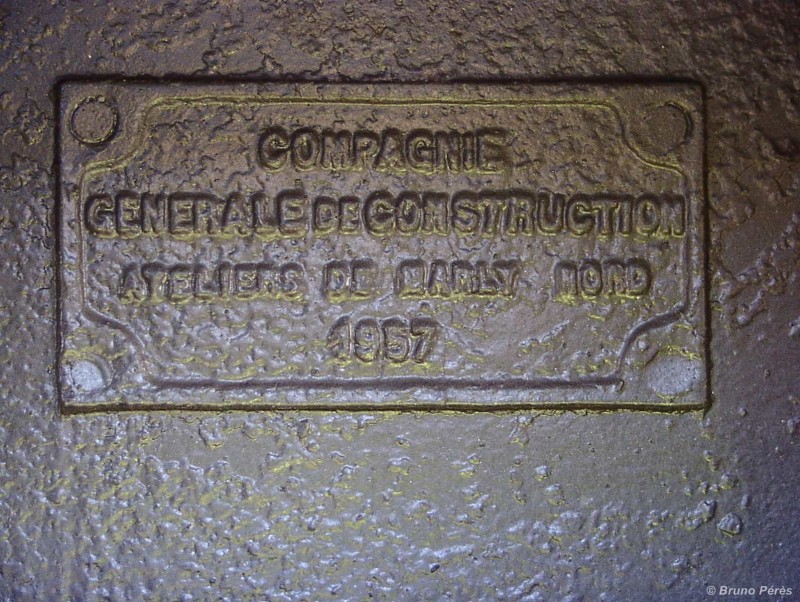 COMPAGNIE
GENERALE DE CONSTRUCTION
ATELIERS DE MARLY NORD
1957
© Bruno Pérès